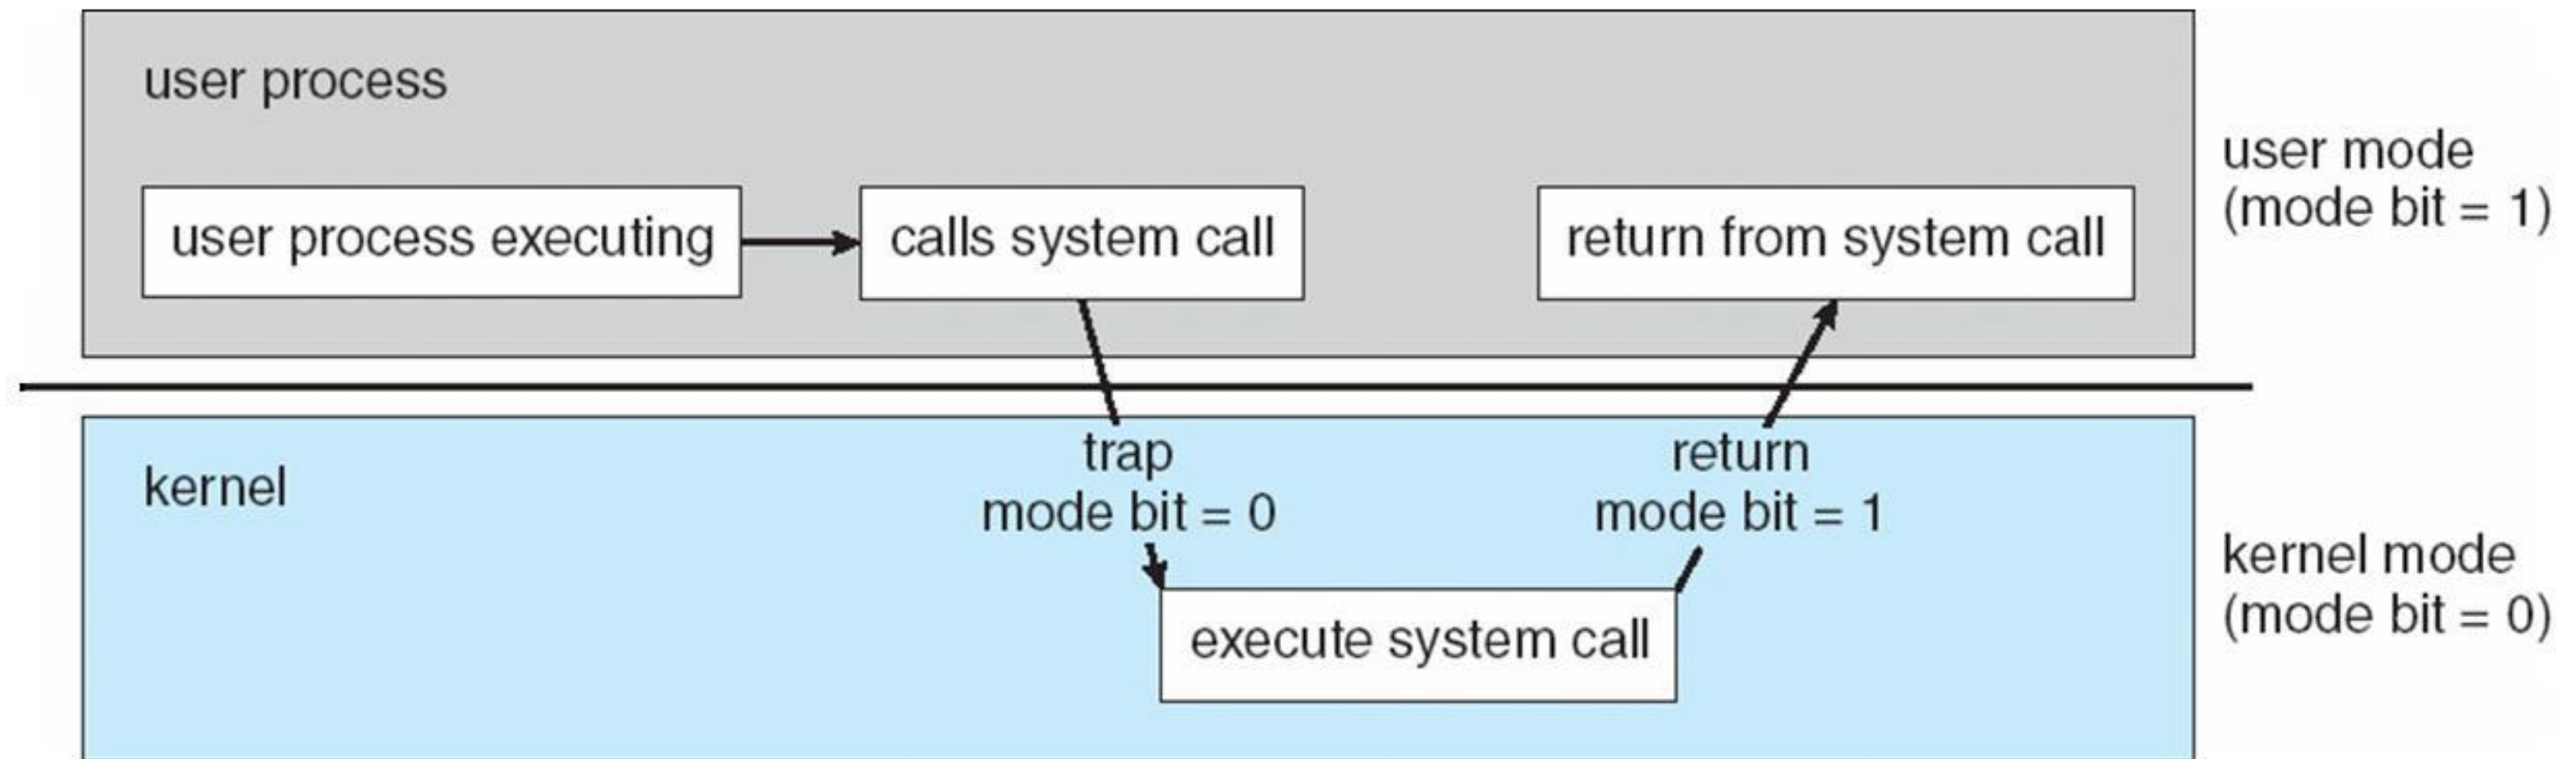 user process
user process executing
calls system call
return from system call
user mode
(mode bit = 1)
kernel
trap
mode bit = 0
return
mode bit = 1
execute system call
kernel mode
(mode bit = 0)